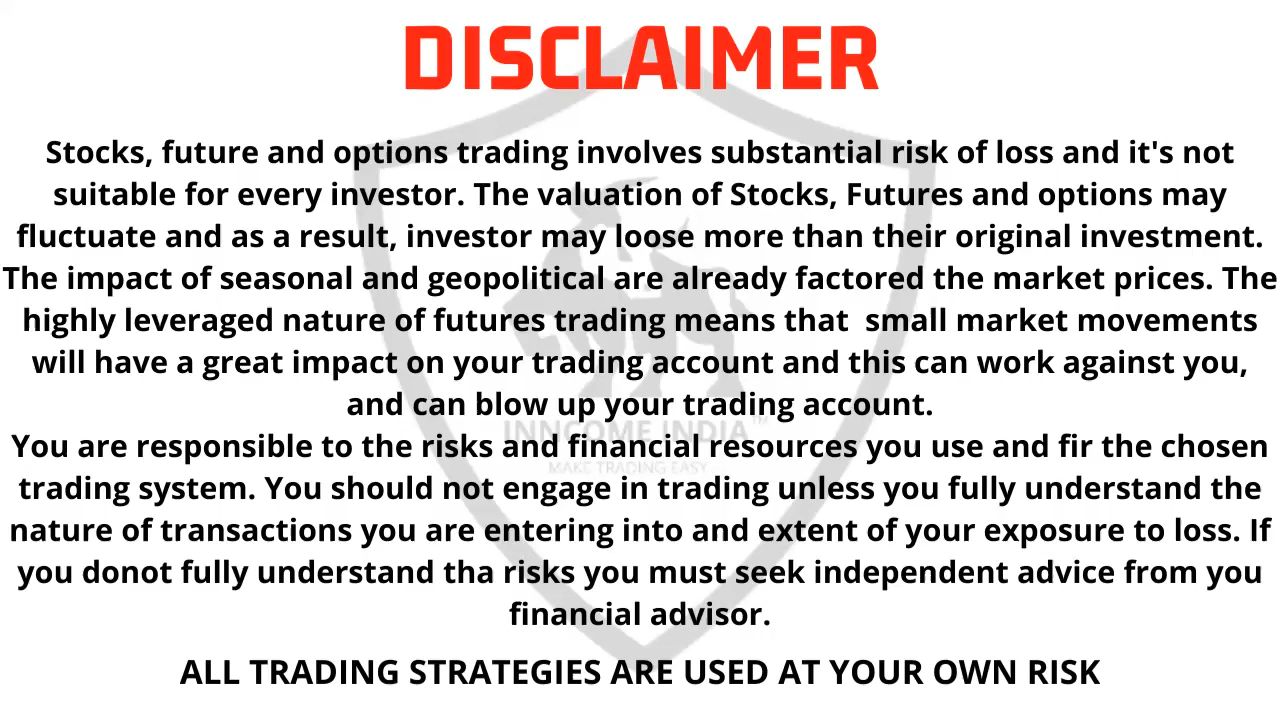 DISCLAIMER
Stocks, future and options trading involves substantial risk of loss and it's not
suitable for every investor. The valuation of Stocks, Futures and options may
fluctuate and as a result, investor may loose more than their original investment.
The impact of seasonal and geopolitical are already factored the market prices. The
highly leveraged nature of futures trading means that  small market movements
will have a great impact on your trading account and this can work against you,
and can blow up your trading account.
INNCOME INDIA™
You are responsible to the risks and financial resources you use and fir the chosen
MAKE TRADING EASY
trading system. You should not engage in trading unless you fully understand the
nature of transactions you are entering into and extent of your exposure to loss. If
you donot fully understand tha risks you must seek independent advice from you
financial advisor.
ALL TRADING STRATEGIES ARE USED AT YOUR OWN RISK